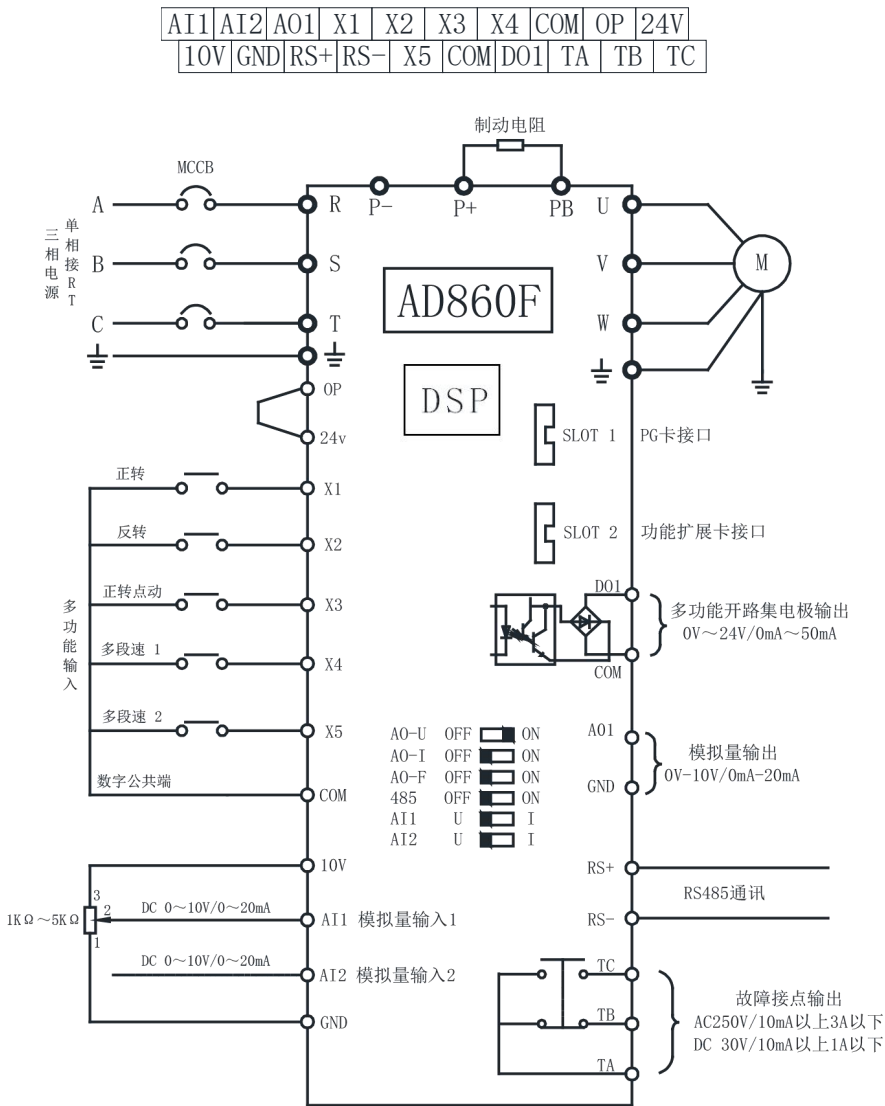 AI1 AI2 AO1 X1 X2 X3 X4 COM OP 24V
10V GND RS+ RS- X5 COM DO1 TA TB TC
制动电阻
MCCB
P- P+ PB
A R U
单相接RT
三相电源
B S V M
AD860F
C T W
OP
DSP
24v
SLOT 1 PG卡接口
正转 X1
反转 X2
SLOT 2 功能扩展卡接口
正转点动 X3
DO1
多功能开路集电极输出
0V～24V/0mA～50mA
COM
多功能输入
多段速 1 X4
多段速 2 X5
AO-U OFF ON
AO-I OFF ON
AO-F OFF ON
485 OFF ON
AI1 U I
AI2 U I
AO1
模拟量输出
0V-10V/0mA-20mA
GND
数字公共端 COM
10V
RS+
RS485通讯
RS-
3
1KΩ～5KΩ 2 DC 0～10V/0～20mA AI1 模拟量输入1
1
DC 0～10V/0～20mA AI2 模拟量输入2
GND
TC
TB
TA
故障接点输出
AC250V/10mA以上3A以下
DC 30V/10mA以上1A以下